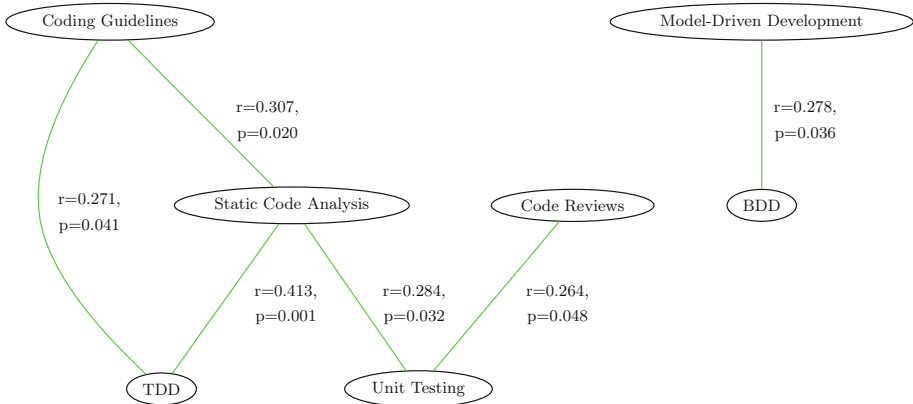 Coding Guidelines
Model-Driven Development
r=0.307,
p=0.020
r=0.278,
p=0.036
r=0.271,
p=0.041
Static Code Analysis
Code Reviews
BDD
r=0.413,
p=0.001
r=0.284,
p=0.032
r=0.264,
p=0.048
TDD
Unit Testing